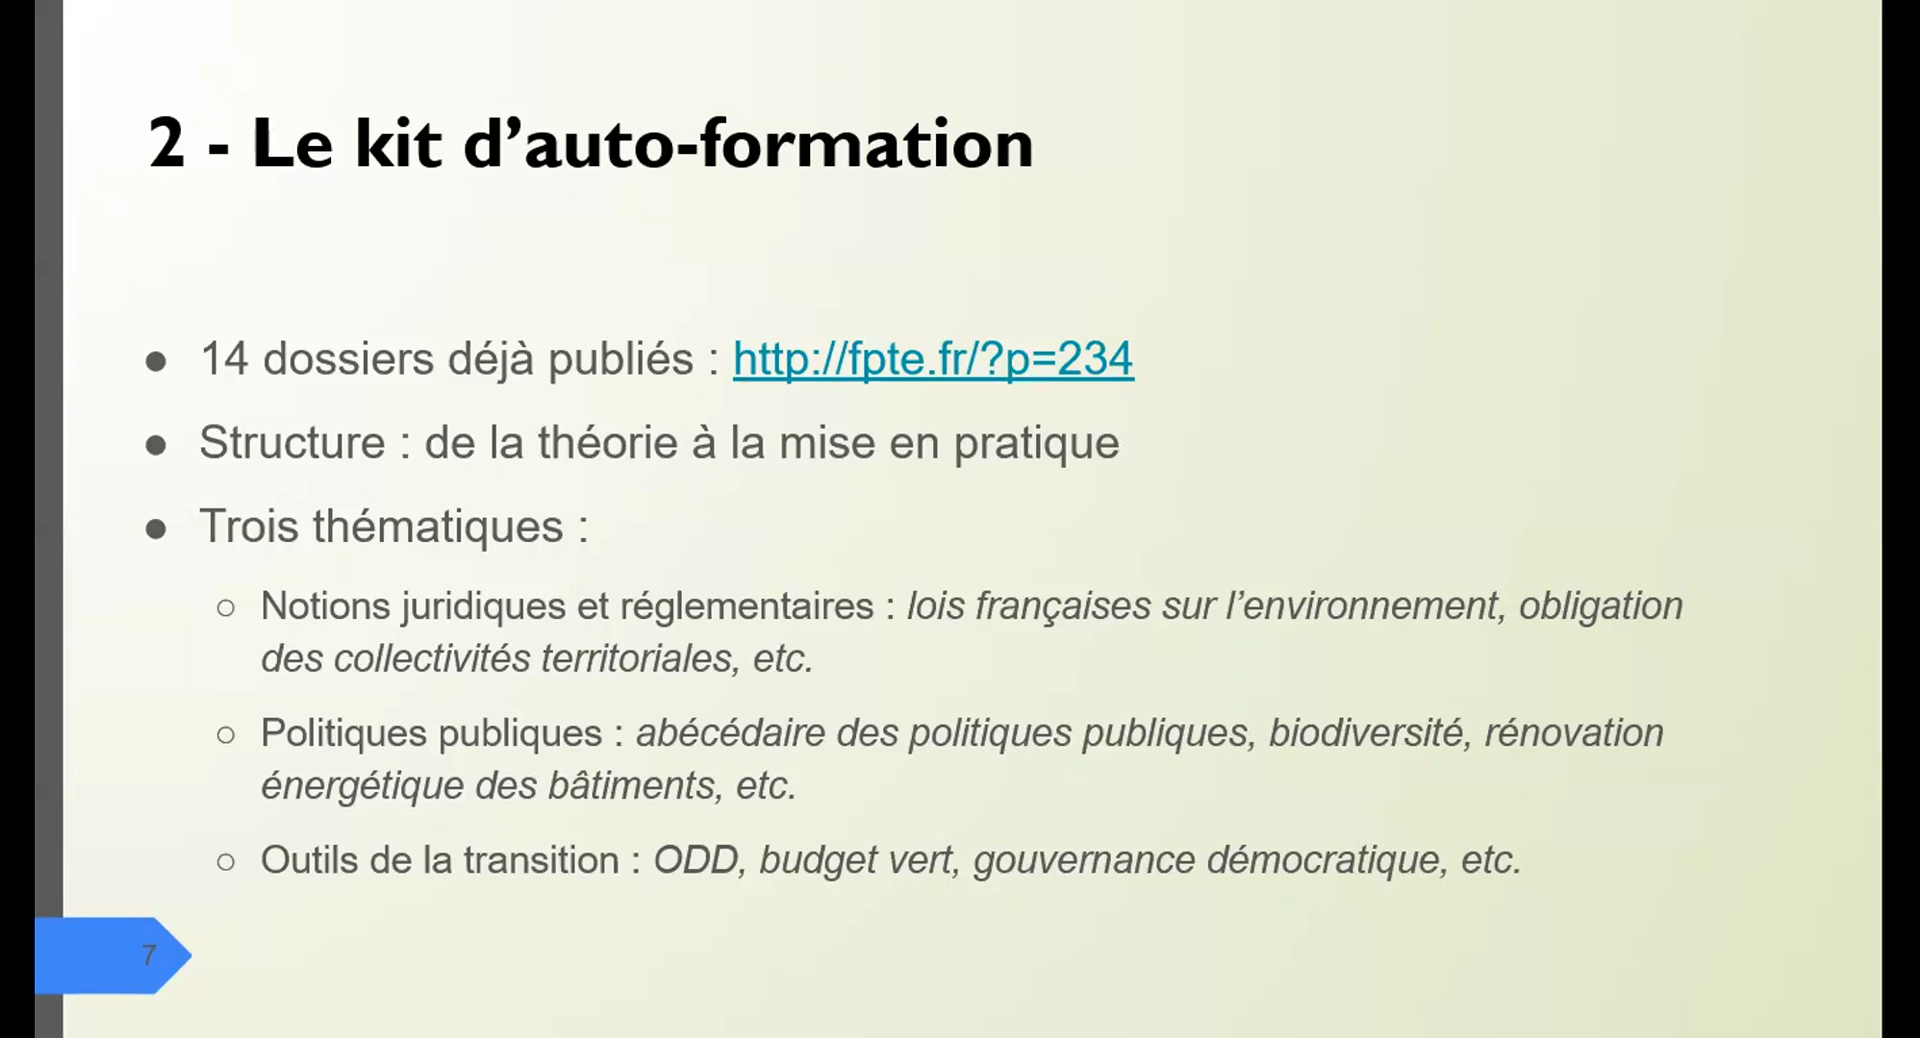 2 - Le kit d’auto-formation
● 14 dossiers déjà publiés : http://fpte.fr/?p=234
● Structure : de la théorie à la mise en pratique
● Trois thématiques :
○ Notions juridiques et réglementaires : lois françaises sur l’environnement, obligation
des collectivités territoriales, etc.
○ Politiques publiques : abécédaire des politiques publiques, biodiversité, rénovation
énergétique des bâtiments, etc.
○ Outils de la transition : ODD, budget vert, gouvernance démocratique, etc.
7